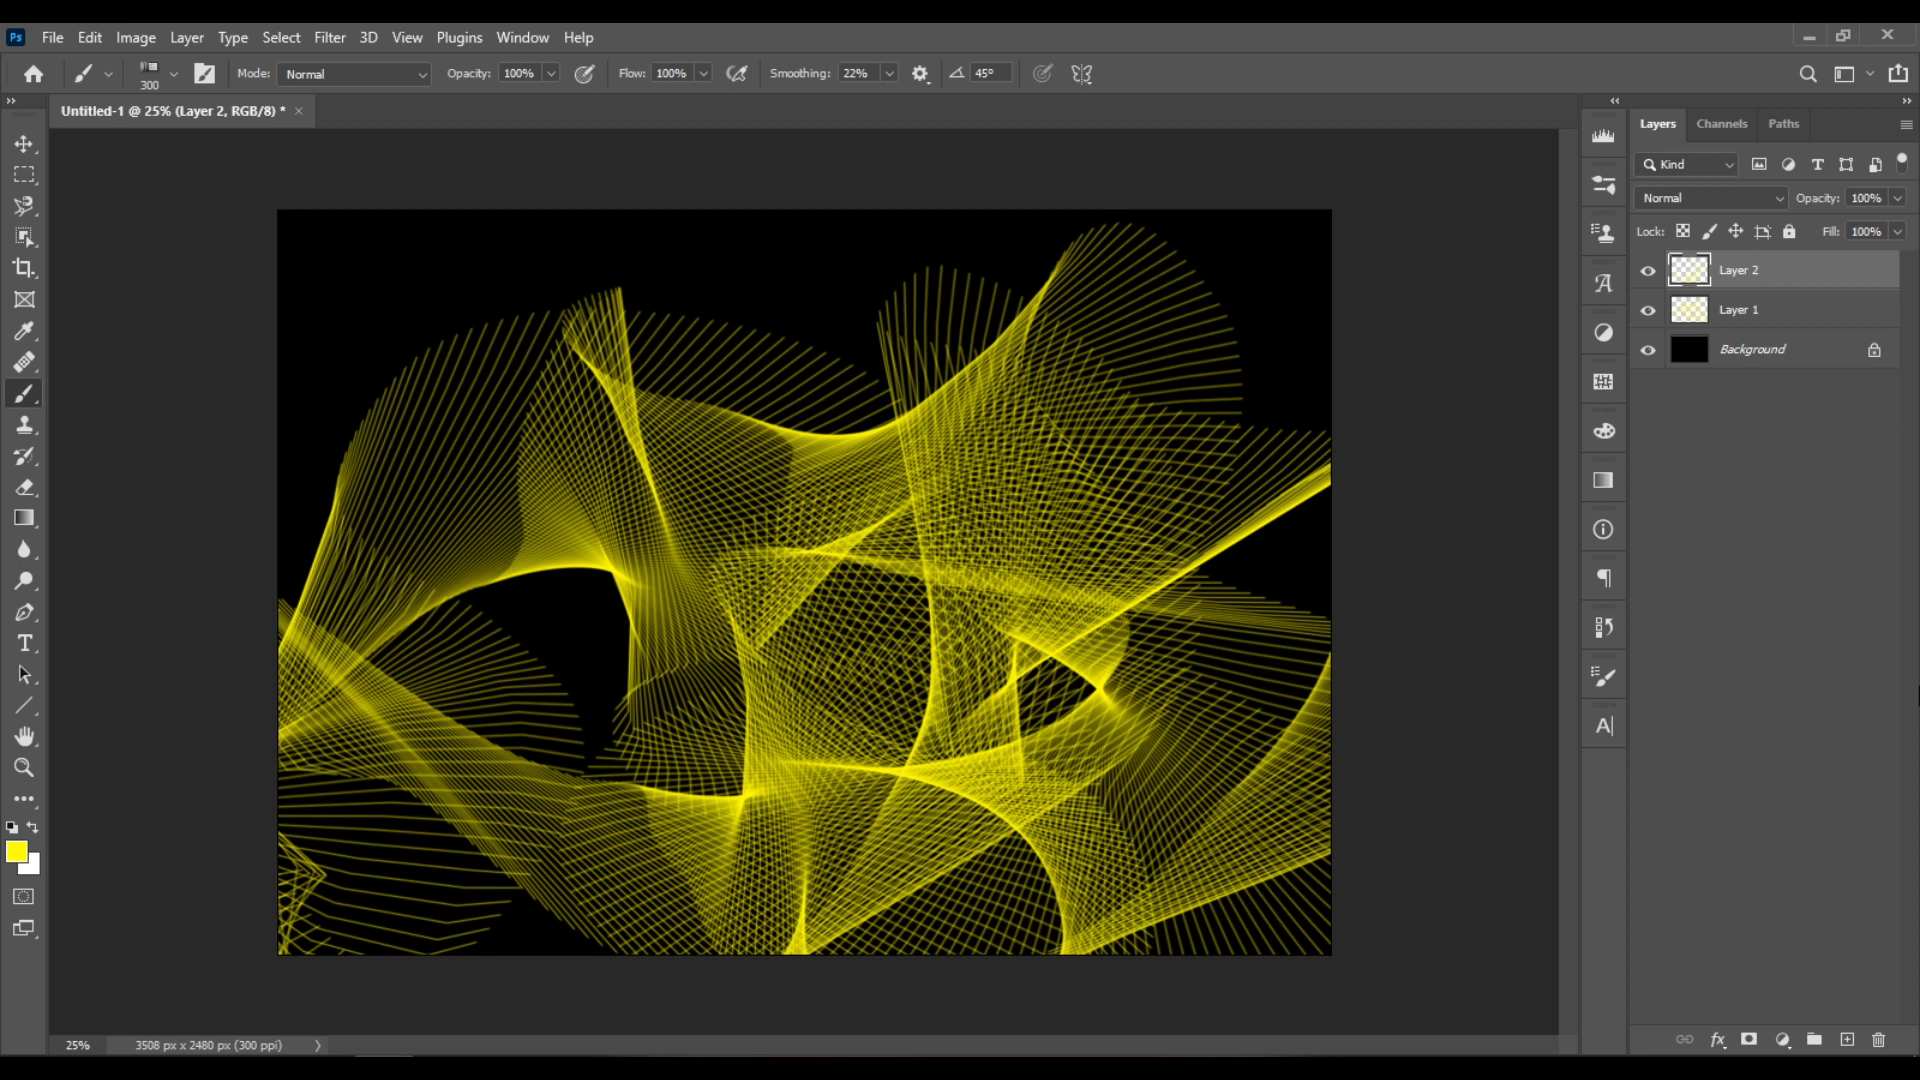 Ps File Edit Image Layer Type Select Filter 3D View Plugins Window Help
300 Mode: Normal Opacity: 100% Flow: 100% Smoothing: 22% 45°
Untitled-1 @ 25% (Layer 2, RGB/8) * ×
Layers Channels Paths
Kind
Normal Opacity: 100%
Lock: Fill: 100%
Layer 2
Layer 1
Background
25% 3508 px x 2480 px (300 ppi)